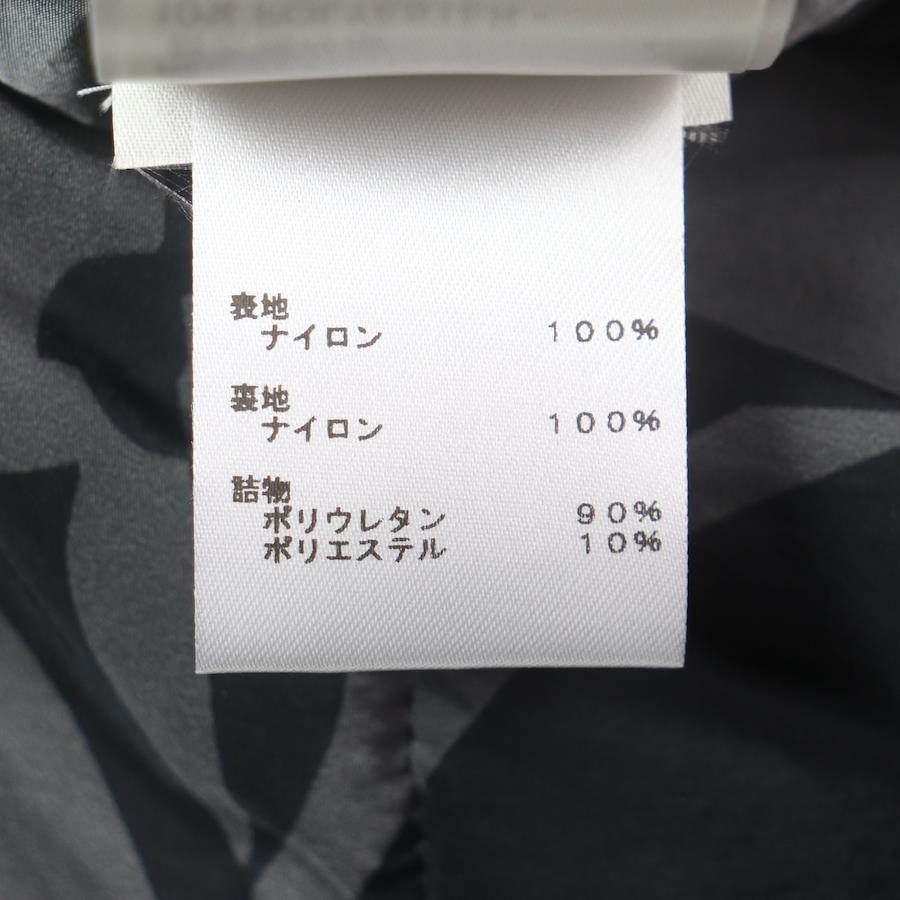 表地
ナイロン 100%
裏地
ナイロン 100%
詰物
ポリウレタン 90%
ポリエステル 10%